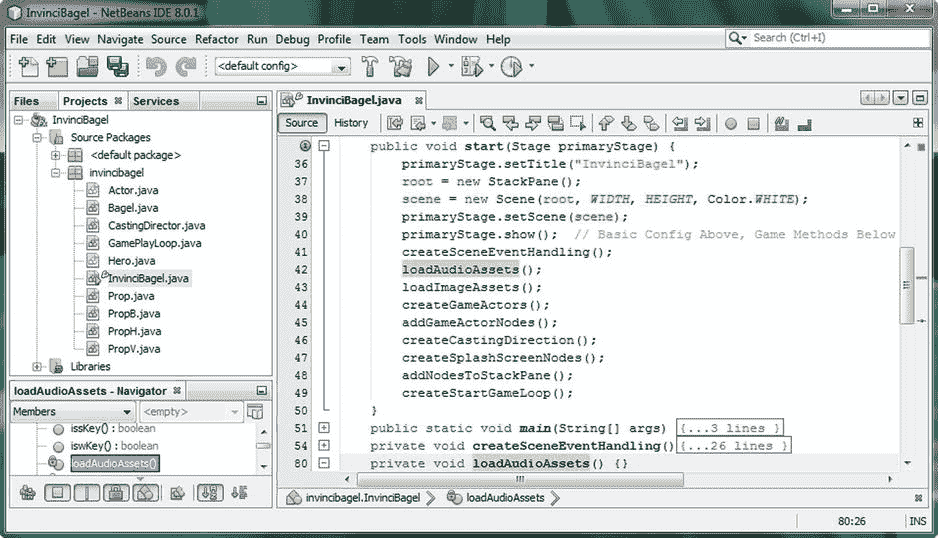 InvinciBagel - NetBeans IDE 8.0.1
File Edit View Navigate Source Refactor Run Debug Profile Team Tools Window Help
Search (Ctrl+I)
<default config>
Files Projects Services
InvinciBagel
Source Packages
<default package>
invincibagel
Actor.java
Bagel.java
CastingDirector.java
GamePlayLoop.java
Hero.java
InvinciBagel.java
Prop.java
PropB.java
PropH.java
PropV.java
Libraries
loadAudioAssets - Navigator
Members <empty>
issKey() : boolean
iswKey() : boolean
loadAudioAssets()
InvinciBagel.java
Source History
public void start(Stage primaryStage) {
36 primaryStage.setTitle("InvinciBagel");
37 root = new StackPane();
38 scene = new Scene(root, WIDTH, HEIGHT, Color.WHITE);
39 primaryStage.setScene(scene);
40 primaryStage.show(); // Basic Config Above, Game Methods Below
41 createSceneEventHandling();
42 loadAudioAssets();
43 loadImageAssets();
44 createGameActors();
45 addGameActorNodes();
46 createCastingDirection();
47 createSplashScreenNodes();
48 addNodesToStackPane();
49 createStartGameLoop();
50 }
51 public static void main(String[] args) {...3 lines }
54 private void createSceneEventHandling() {...26 lines }
80 private void loadAudioAssets() {}
invincibagel.InvinciBagel loadAudioAssets
80:26 INS